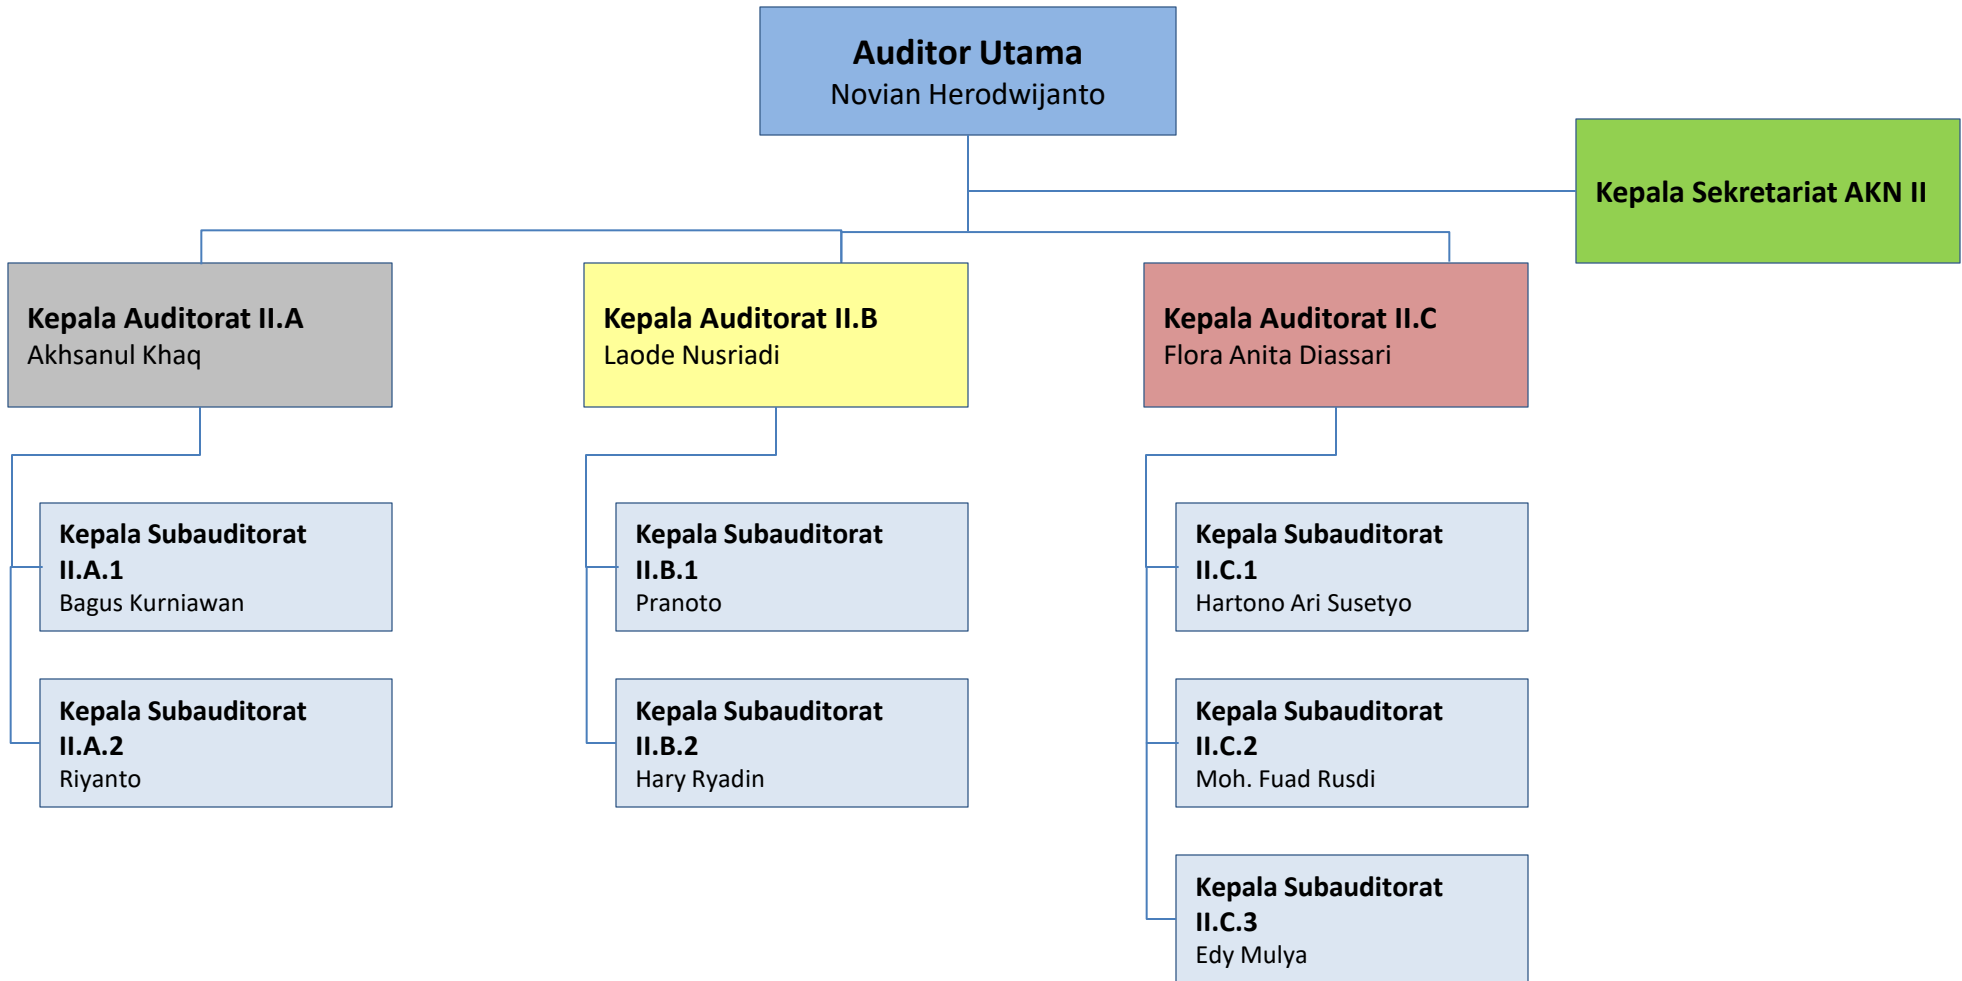 Auditor Utama
Novian Herodwijanto
Kepala Sekretariat AKN II
Kepala Auditorat II.A
Akhsanul Khaq
Kepala Auditorat II.B
Laode Nusriadi
Kepala Auditorat II.C
Flora Anita Diassari
Kepala Subauditorat
II.A.1
Bagus Kurniawan
Kepala Subauditorat
II.B.1
Pranoto
Kepala Subauditorat
II.C.1
Hartono Ari Susetyo
Kepala Subauditorat
II.A.2
Riyanto
Kepala Subauditorat
II.B.2
Hary Ryadin
Kepala Subauditorat
II.C.2
Moh. Fuad Rusdi
Kepala Subauditorat
II.C.3
Edy Mulya